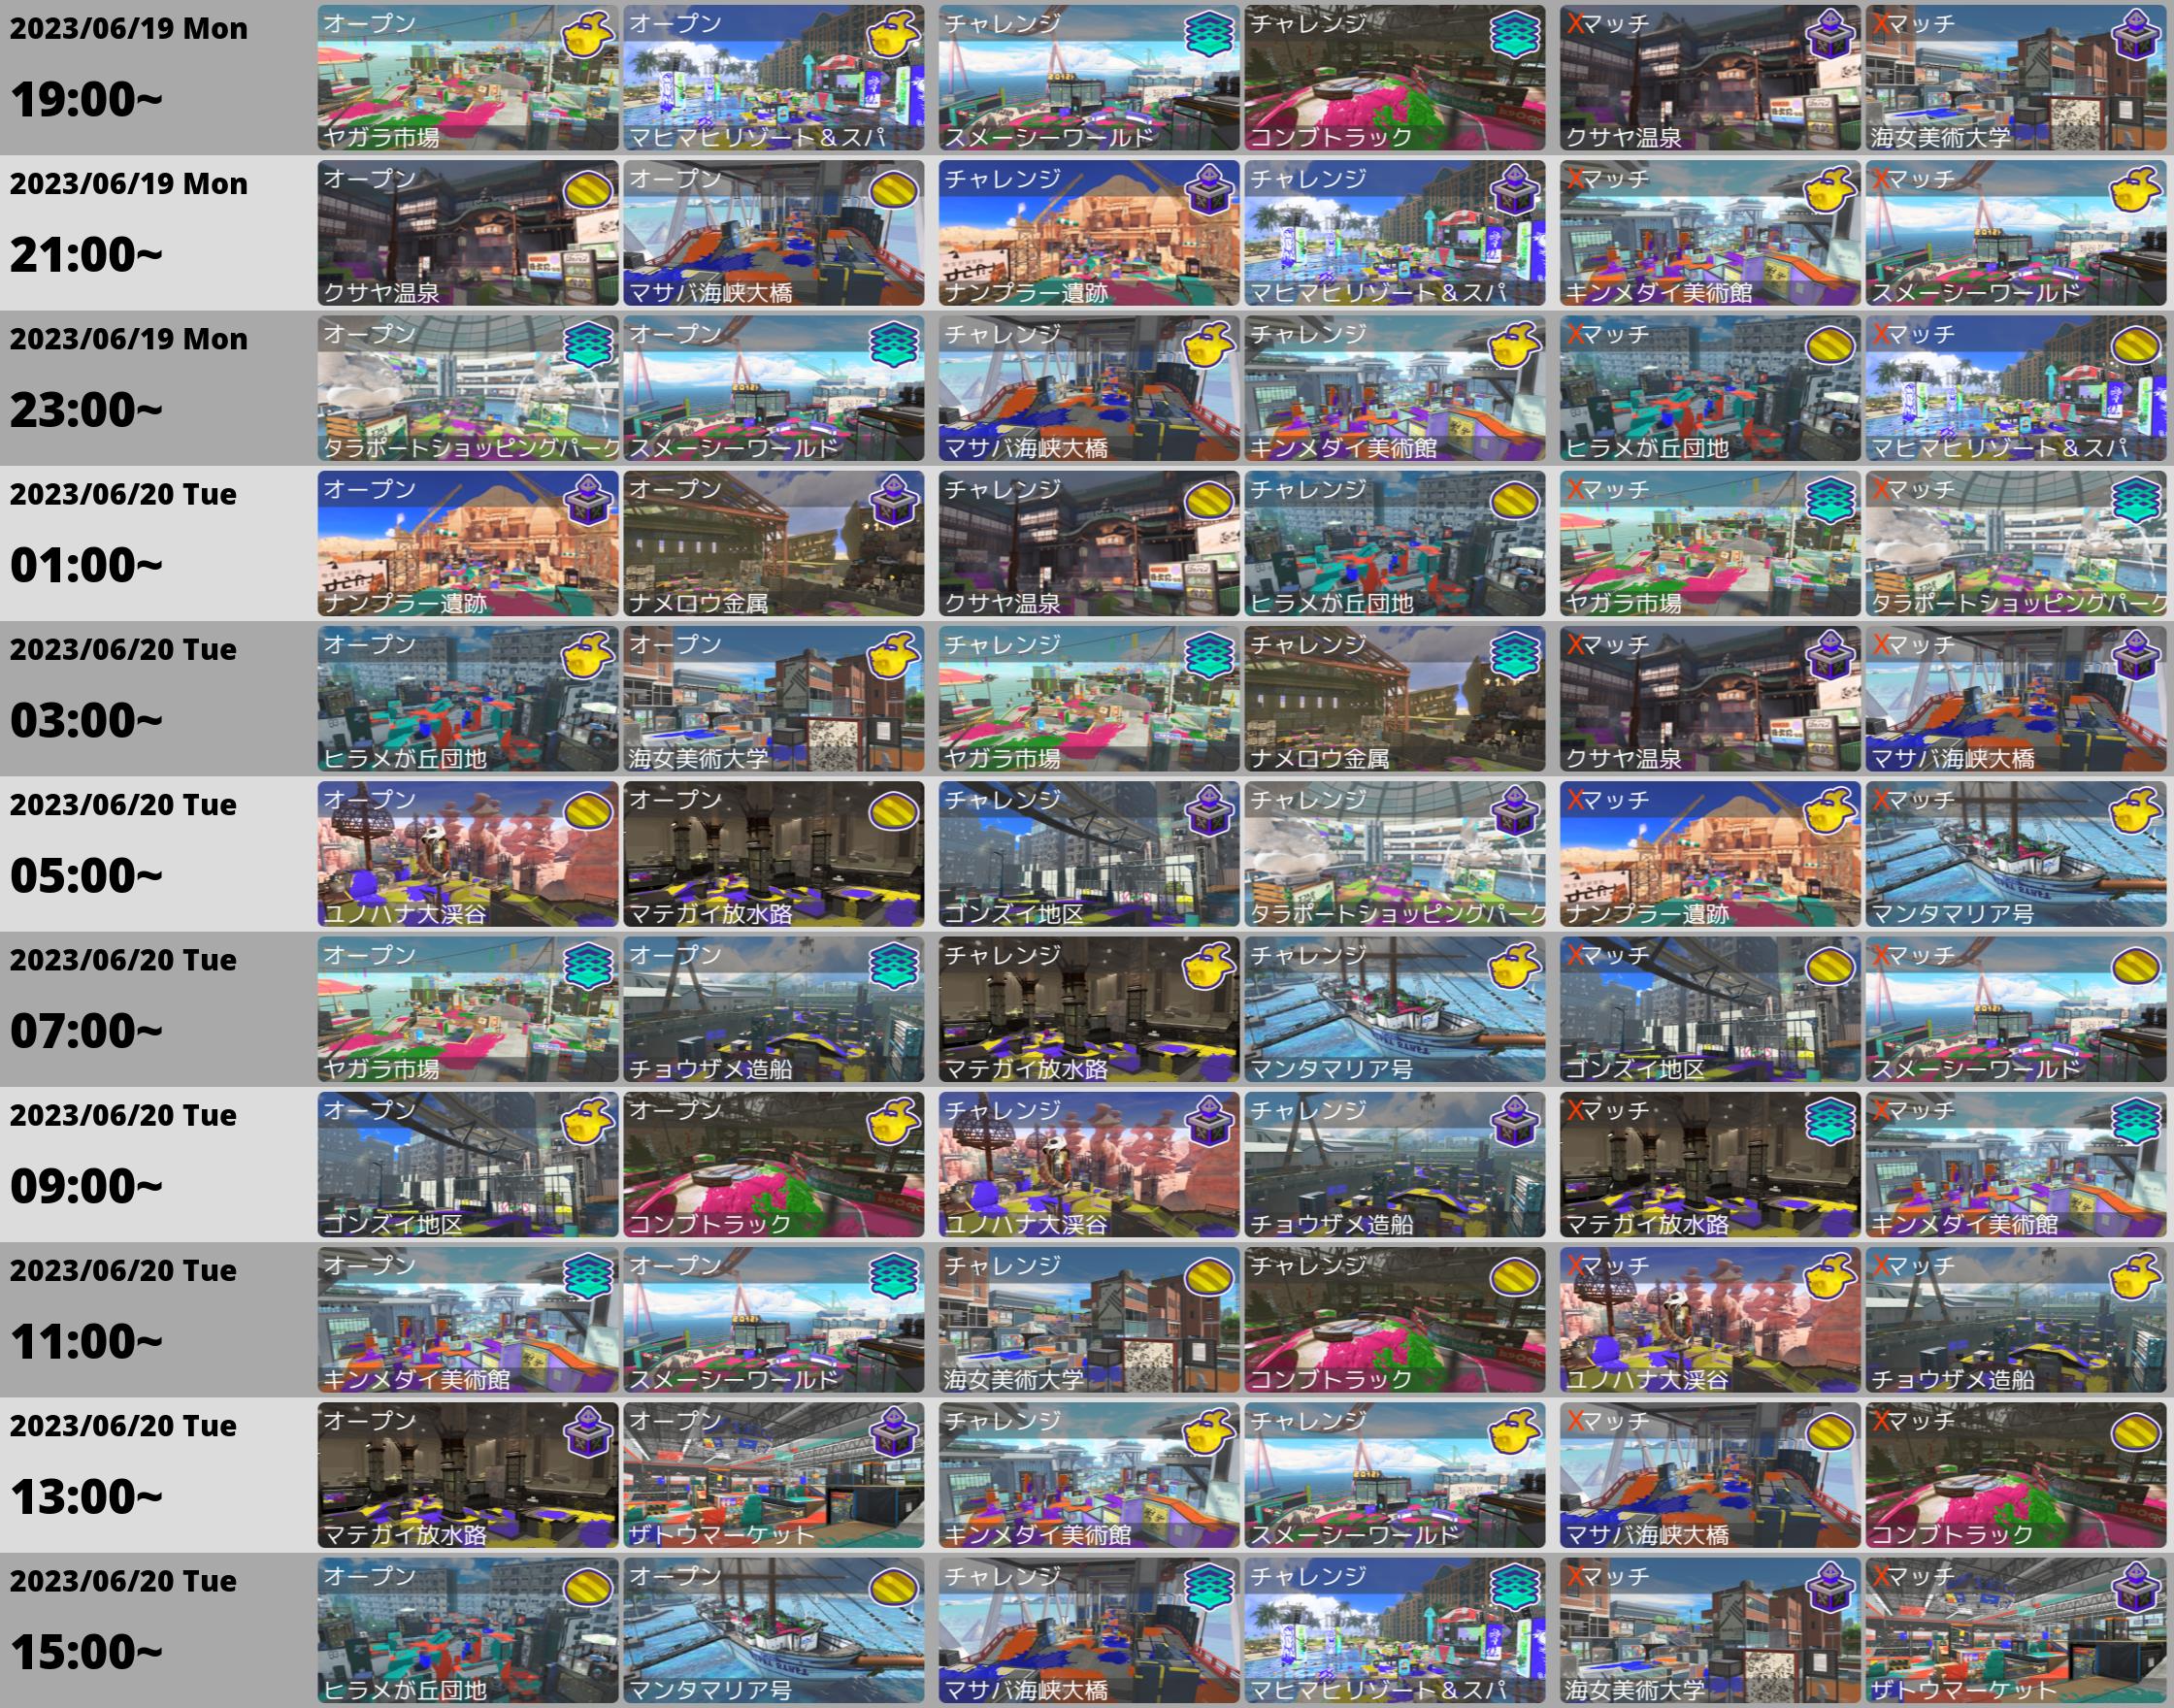 2023/06/19 Mon
19:00~
オープン
ヤガラ市場
オープン
マヒマヒリゾート&スパ
チャレンジ
スメーシーワールド
チャレンジ
コンブトラック
Xマッチ
クサヤ温泉
Xマッチ
海女美術大学
2023/06/19 Mon
21:00~
オープン
クサヤ温泉
オープン
マサバ海峡大橋
チャレンジ
ナンプラー遺跡
チャレンジ
マヒマヒリゾート&スパ
Xマッチ
キンメダイ美術館
Xマッチ
スメーシーワールド
2023/06/19 Mon
23:00~
オープン
タラポートショッピングパーク
オープン
スメーシーワールド
チャレンジ
マサバ海峡大橋
チャレンジ
キンメダイ美術館
Xマッチ
ヒラメが丘団地
Xマッチ
マヒマヒリゾート&スパ
2023/06/20 Tue
01:00~
オープン
ナンプラー遺跡
オープン
ナメロウ金属
チャレンジ
クサヤ温泉
チャレンジ
ヒラメが丘団地
Xマッチ
ヤガラ市場
Xマッチ
タラポートショッピングパーク
2023/06/20 Tue
03:00~
オープン
ヒラメが丘団地
オープン
海女美術大学
チャレンジ
ヤガラ市場
チャレンジ
ナメロウ金属
Xマッチ
クサヤ温泉
Xマッチ
マサバ海峡大橋
2023/06/20 Tue
05:00~
オープン
ユノハナ大渓谷
オープン
マテガイ放水路
チャレンジ
ゴンズイ地区
チャレンジ
タラポートショッピングパーク
Xマッチ
ナンプラー遺跡
Xマッチ
マンタマリア号
2023/06/20 Tue
07:00~
オープン
ヤガラ市場
オープン
チョウザメ造船
チャレンジ
マテガイ放水路
チャレンジ
マンタマリア号
Xマッチ
ゴンズイ地区
Xマッチ
スメーシーワールド
2023/06/20 Tue
09:00~
オープン
ゴンズイ地区
オープン
コンブトラック
チャレンジ
ユノハナ大渓谷
チャレンジ
チョウザメ造船
Xマッチ
マテガイ放水路
Xマッチ
キンメダイ美術館
2023/06/20 Tue
11:00~
オープン
キンメダイ美術館
オープン
スメーシーワールド
チャレンジ
海女美術大学
チャレンジ
コンブトラック
Xマッチ
ユノハナ大渓谷
Xマッチ
チョウザメ造船
2023/06/20 Tue
13:00~
オープン
マテガイ放水路
オープン
ザトウマーケット
チャレンジ
キンメダイ美術館
チャレンジ
スメーシーワールド
Xマッチ
マサバ海峡大橋
Xマッチ
コンブトラック
2023/06/20 Tue
15:00~
オープン
ヒラメが丘団地
オープン
マンタマリア号
チャレンジ
マサバ海峡大橋
チャレンジ
マヒマヒリゾート&スパ
Xマッチ
海女美術大学
Xマッチ
ザトウマーケット